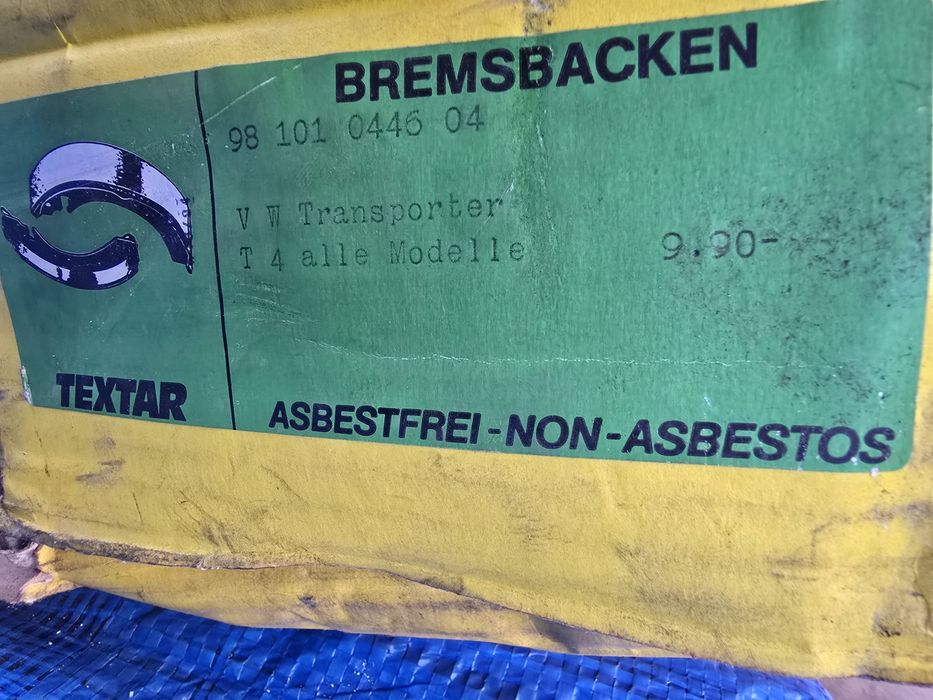 BREMSBACKEN
98 101 0446 04
V W Transporter
T 4 alle Modelle 9.90-
TEXTAR
ASBESTFREI-NON-ASBESTOS